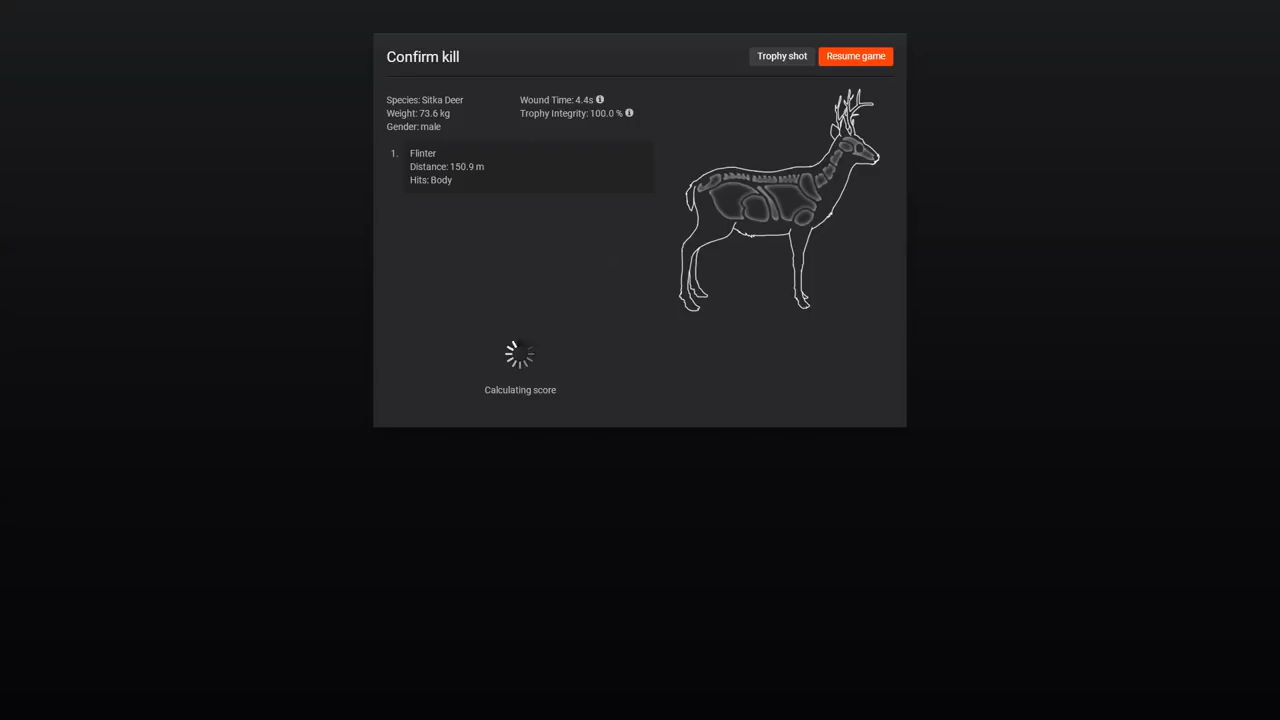 Confirm kill
Trophy shot
Resume game
Species: Sitka Deer
Weight: 73.6 kg
Gender: male
Wound Time: 4.4s
Trophy Integrity: 100.0 %
1. Flinter
Distance: 150.9 m
Hits: Body
Calculating score